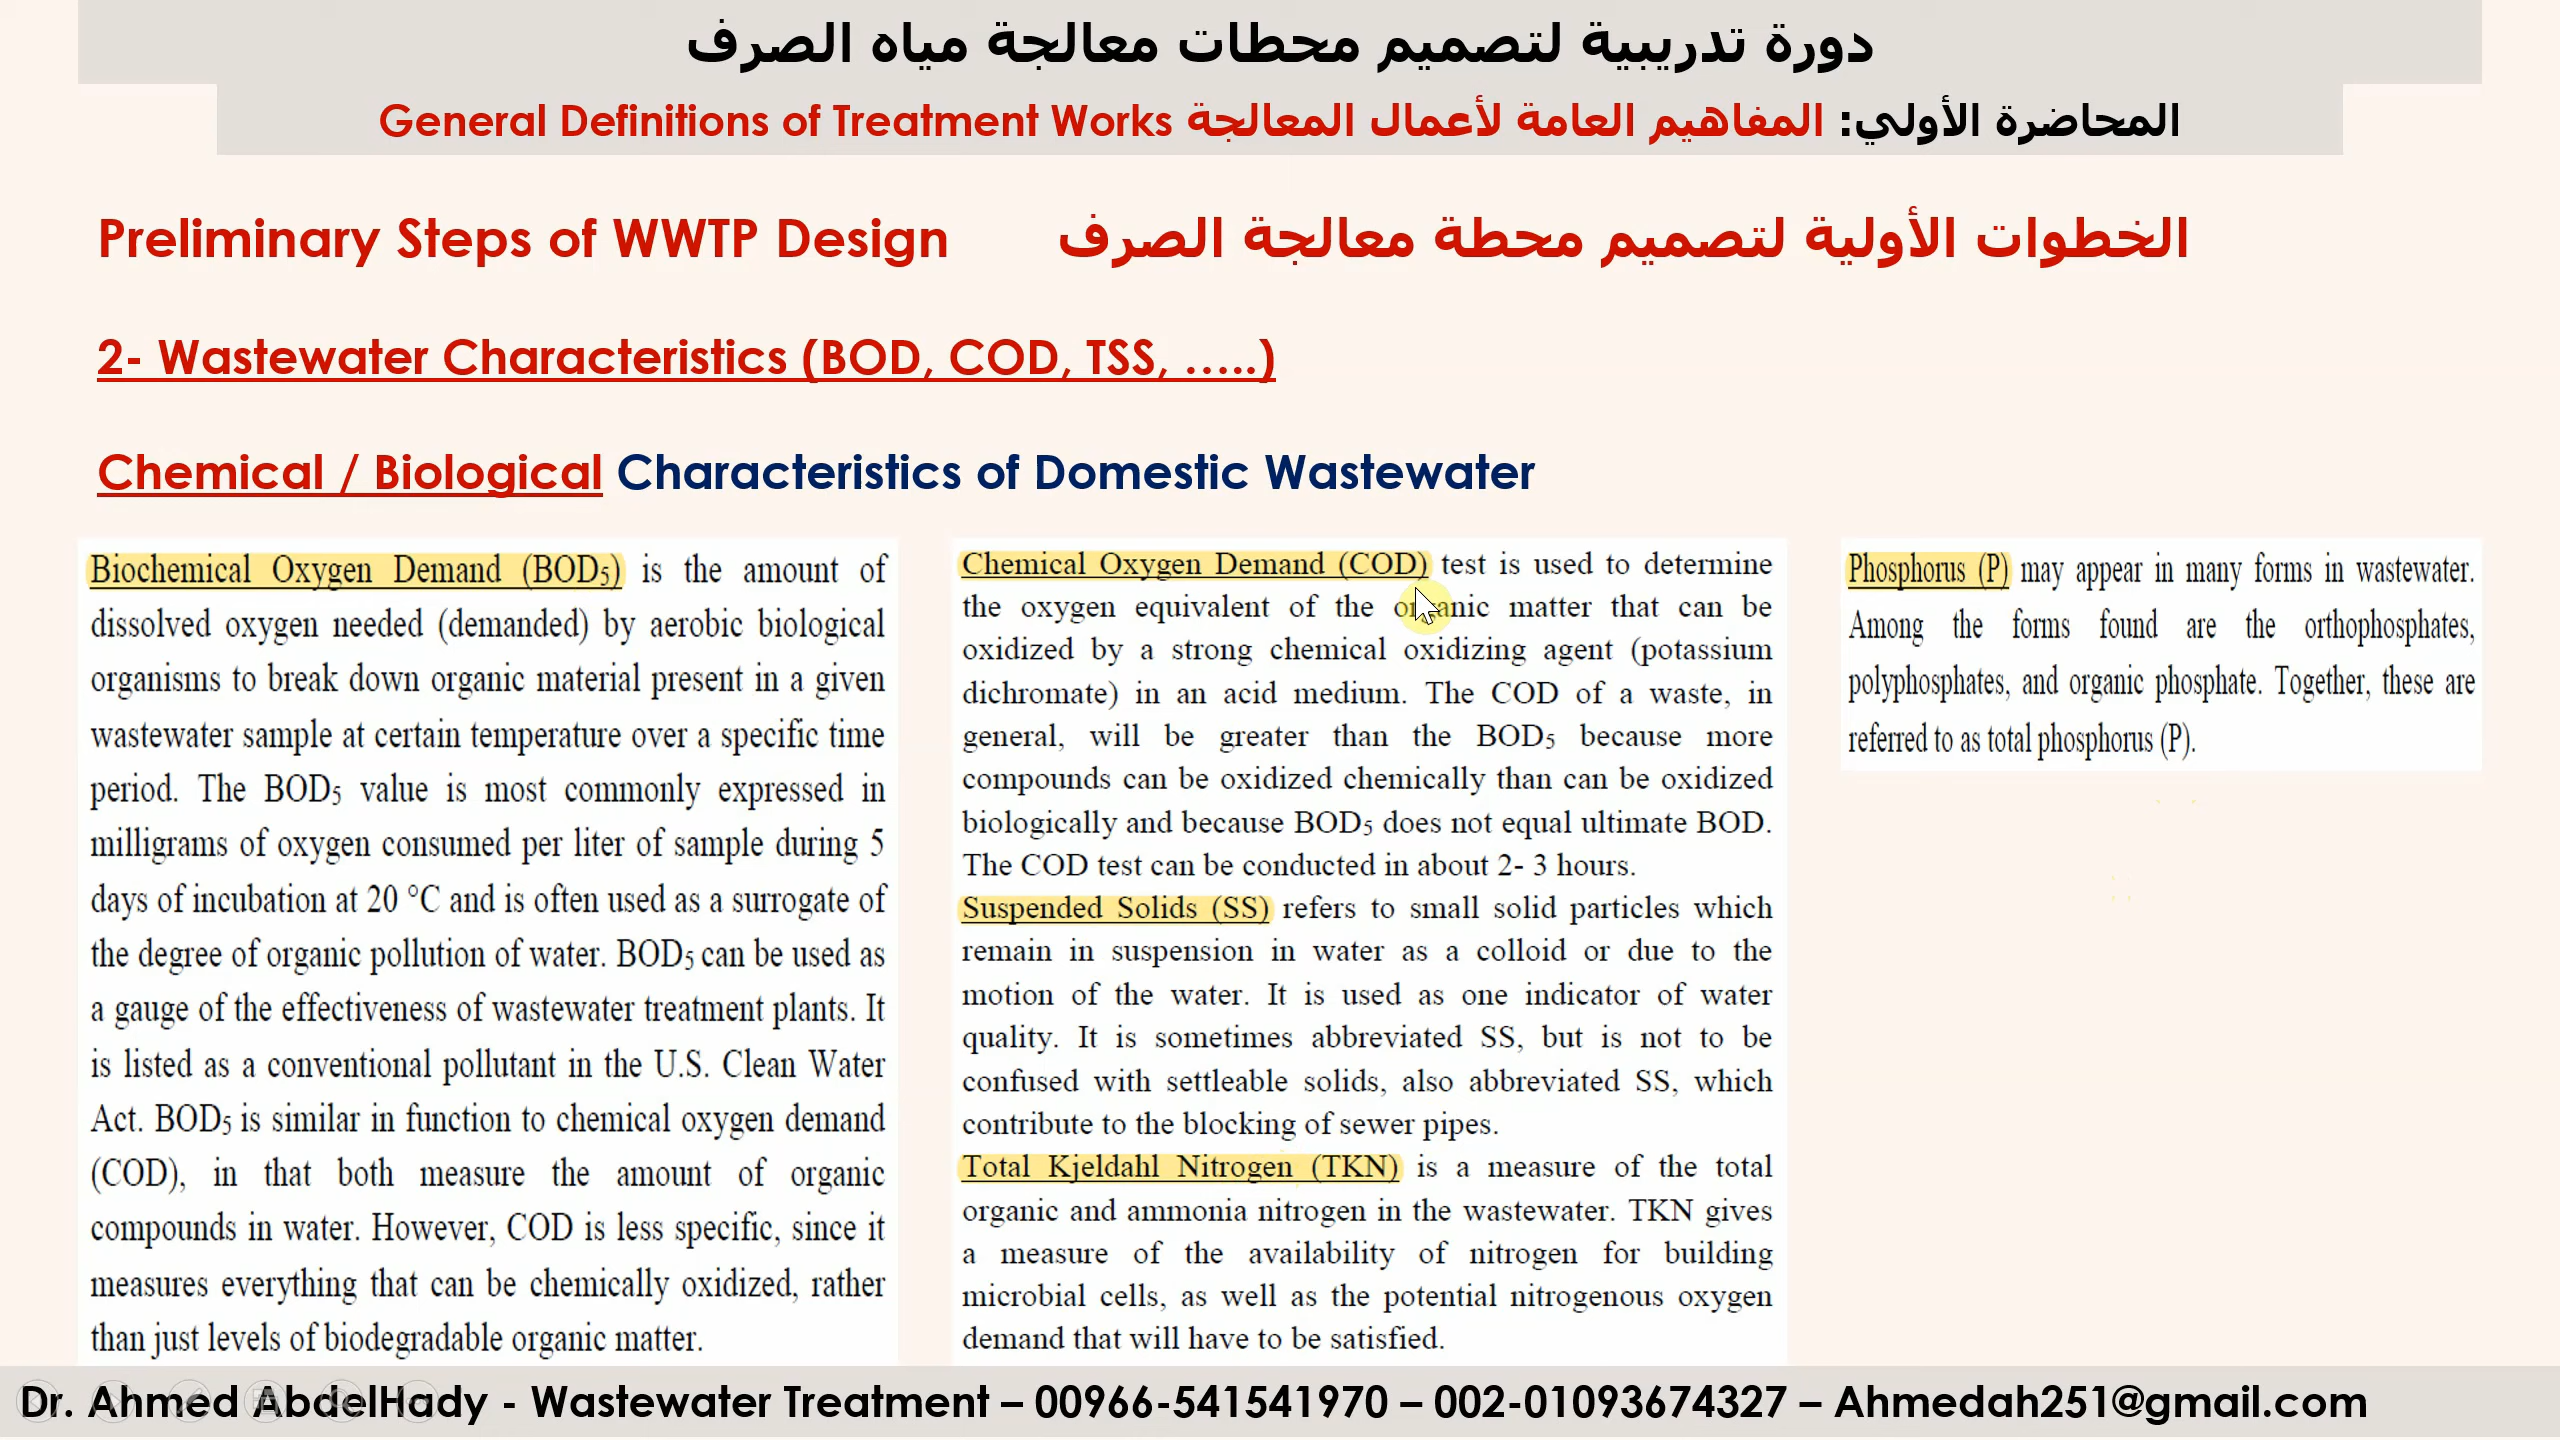 دورة تدريبية لتصميم محطات معالجة مياه الصرف
المحاضرة الأولي: المفاهيم العامة لأعمال المعالجة General Definitions of Treatment Works
Preliminary Steps of WWTP Design الخطوات الأولية لتصميم محطة معالجة الصرف
2- Wastewater Characteristics (BOD, COD, TSS, …..)
Chemical / Biological Characteristics of Domestic Wastewater
Biochemical Oxygen Demand (BOD₅) is the amount of
dissolved oxygen needed (demanded) by aerobic biological
organisms to break down organic material present in a given
wastewater sample at certain temperature over a specific time
period. The BOD₅ value is most commonly expressed in
milligrams of oxygen consumed per liter of sample during 5
days of incubation at 20 °C and is often used as a surrogate of
the degree of organic pollution of water. BOD₅ can be used as
a gauge of the effectiveness of wastewater treatment plants. It
is listed as a conventional pollutant in the U.S. Clean Water
Act. BOD₅ is similar in function to chemical oxygen demand
(COD), in that both measure the amount of organic
compounds in water. However, COD is less specific, since it
measures everything that can be chemically oxidized, rather
than just levels of biodegradable organic matter.
Chemical Oxygen Demand (COD) test is used to determine
the oxygen equivalent of the organic matter that can be
oxidized by a strong chemical oxidizing agent (potassium
dichromate) in an acid medium. The COD of a waste, in
general, will be greater than the BOD₅ because more
compounds can be oxidized chemically than can be oxidized
biologically and because BOD₅ does not equal ultimate BOD.
The COD test can be conducted in about 2- 3 hours.
Suspended Solids (SS) refers to small solid particles which
remain in suspension in water as a colloid or due to the
motion of the water. It is used as one indicator of water
quality. It is sometimes abbreviated SS, but is not to be
confused with settleable solids, also abbreviated SS, which
contribute to the blocking of sewer pipes.
Total Kjeldahl Nitrogen (TKN) is a measure of the total
organic and ammonia nitrogen in the wastewater. TKN gives
a measure of the availability of nitrogen for building
microbial cells, as well as the potential nitrogenous oxygen
demand that will have to be satisfied.
Phosphorus (P) may appear in many forms in wastewater.
Among the forms found are the orthophosphates,
polyphosphates, and organic phosphate. Together, these are
referred to as total phosphorus (P).
Dr. Ahmed AbdelHady - Wastewater Treatment – 00966-541541970 – 002-01093674327 – Ahmedah251@gmail.com